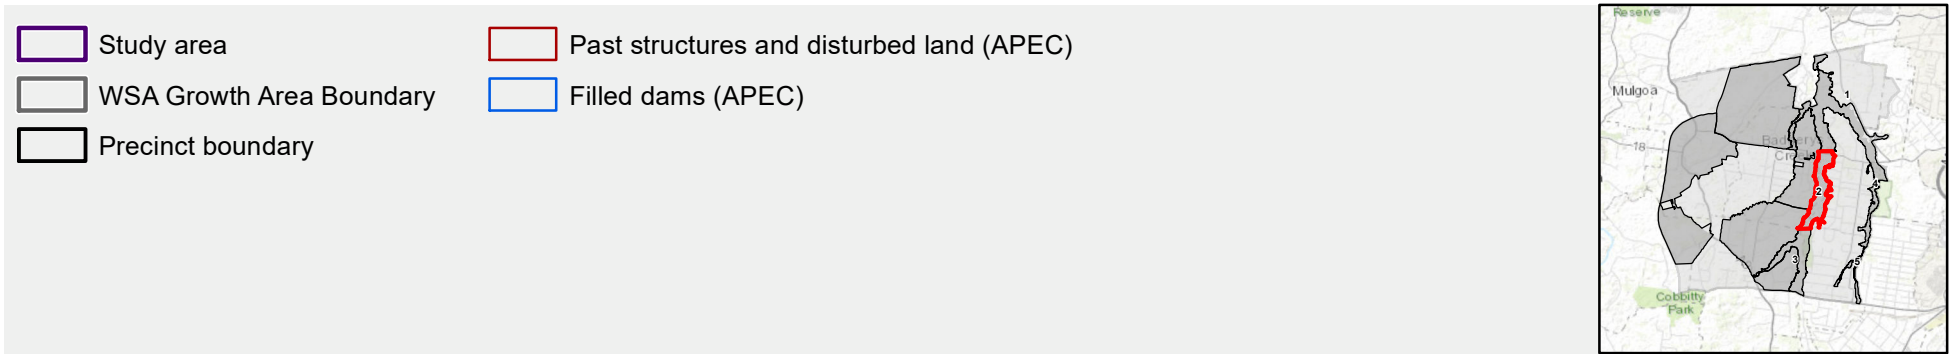 Study area
WSA Growth Area Boundary
Precinct boundary
Past structures and disturbed land (APEC)
Filled dams (APEC)
Reserve
Mulgoa
1
18
2
4
3
5
Cobbitty
Park